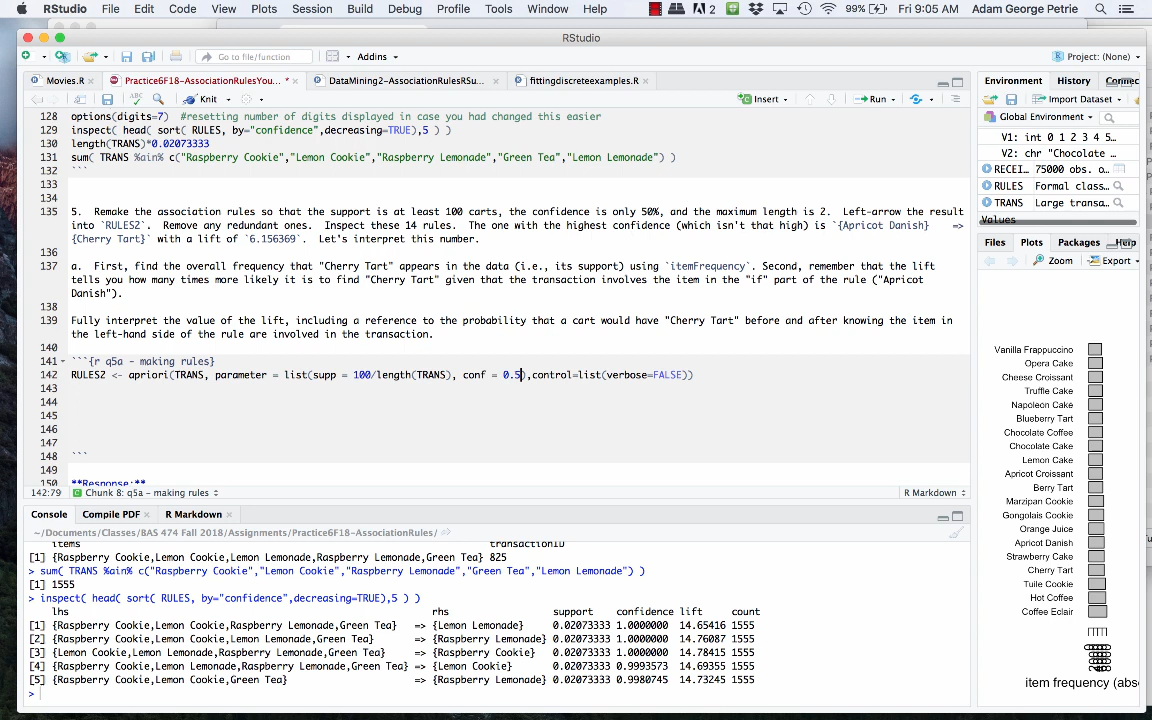 RStudio File Edit Code View Plots Session Build Debug Profile Tools Window Help 2 99% Fri 9:05 AM Adam George Petrie
RStudio
Go to file/function Addins Project: (None)
Movies.R Practice6F18-AssociationRulesYou... * DataMining2-AssociationRulesRSu... fittingdiscreteexamples.R
Knit Insert Run
128 options(digits=7) #resetting number of digits displayed in case you had changed this easier
129 inspect( head( sort( RULES, by="confidence",decreasing=TRUE),5 ) )
130 length(TRANS)*0.02073333
131 sum( TRANS %ain% c("Raspberry Cookie","Lemon Cookie","Raspberry Lemonade","Green Tea","Lemon Lemonade") )
132 ```
133
134
135 5. Remake the association rules so that the support is at least 100 carts, the confidence is only 50%, and the maximum length is 2. Left-arrow the result
into `RULES2`. Remove any redundant ones. Inspect these 14 rules. The one with the highest confidence (which isn't that high) is `{Apricot Danish} =>
{Cherry Tart}` with a lift of `6.156369`. Let's interpret this number.
136
137 a. First, find the overall frequency that "Cherry Tart" appears in the data (i.e., its support) using `itemFrequency`. Second, remember that the lift
tells you how many times more likely it is to find "Cherry Tart" given that the transaction involves the item in the "if" part of the rule ("Apricot
Danish").
138
139 Fully interpret the value of the lift, including a reference to the probability that a cart would have "Cherry Tart" before and after knowing the item in
the left-hand side of the rule are involved in the transaction.
140
141 ```{r q5a - making rules}
142 RULES2 <- apriori(TRANS, parameter = list(supp = 100/length(TRANS), conf = 0.5),control=list(verbose=FALSE))
143
144
145
146
147
148 ```
149
150 **Response:**
142:79 Chunk 8: q5a - making rules R Markdown
Console Compile PDF R Markdown
~/Documents/Classes/BAS 474 Fall 2018/Assignments/Practice6F18-AssociationRules/
items transactionID
[1] {Raspberry Cookie,Lemon Cookie,Lemon Lemonade,Raspberry Lemonade,Green Tea} 825
> sum( TRANS %ain% c("Raspberry Cookie","Lemon Cookie","Raspberry Lemonade","Green Tea","Lemon Lemonade") )
[1] 1555
> inspect( head( sort( RULES, by="confidence",decreasing=TRUE),5 ) )
lhs rhs support confidence lift count
[1] {Raspberry Cookie,Lemon Cookie,Raspberry Lemonade,Green Tea} => {Lemon Lemonade} 0.02073333 1.0000000 14.65416 1555
[2] {Raspberry Cookie,Lemon Cookie,Lemon Lemonade,Green Tea} => {Raspberry Lemonade} 0.02073333 1.0000000 14.76087 1555
[3] {Lemon Cookie,Lemon Lemonade,Raspberry Lemonade,Green Tea} => {Raspberry Cookie} 0.02073333 1.0000000 14.78415 1555
[4] {Raspberry Cookie,Lemon Lemonade,Raspberry Lemonade,Green Tea} => {Lemon Cookie} 0.02073333 0.9993573 14.69355 1555
[5] {Raspberry Cookie,Lemon Cookie,Green Tea} => {Raspberry Lemonade} 0.02073333 0.9980745 14.73245 1555
>
Environment History Connec
Import Dataset
Global Environment
V1: int 0 1 2 3 4 5...
V2: chr "Chocolate ...
RECEI... 75000 obs. o...
RULES Formal class...
TRANS Large transa...
Values
Files Plots Packages Help
Zoom Export
Vanilla Frappuccino
Apricot Danish
Cheese Croissant
Truffle Cake
Napoleon Cake
Blueberry Tart
Chocolate Coffee
Chocolate Cake
Lemon Cake
Apricot Croissant
Berry Tart
Marzipan Cookie
Gongolais Cookie
Orange Juice
Apricot Danish
Strawberry Cake
Cherry Tart
Tuile Cookie
Hot Coffee
Coffee Eclair
item frequency (abs